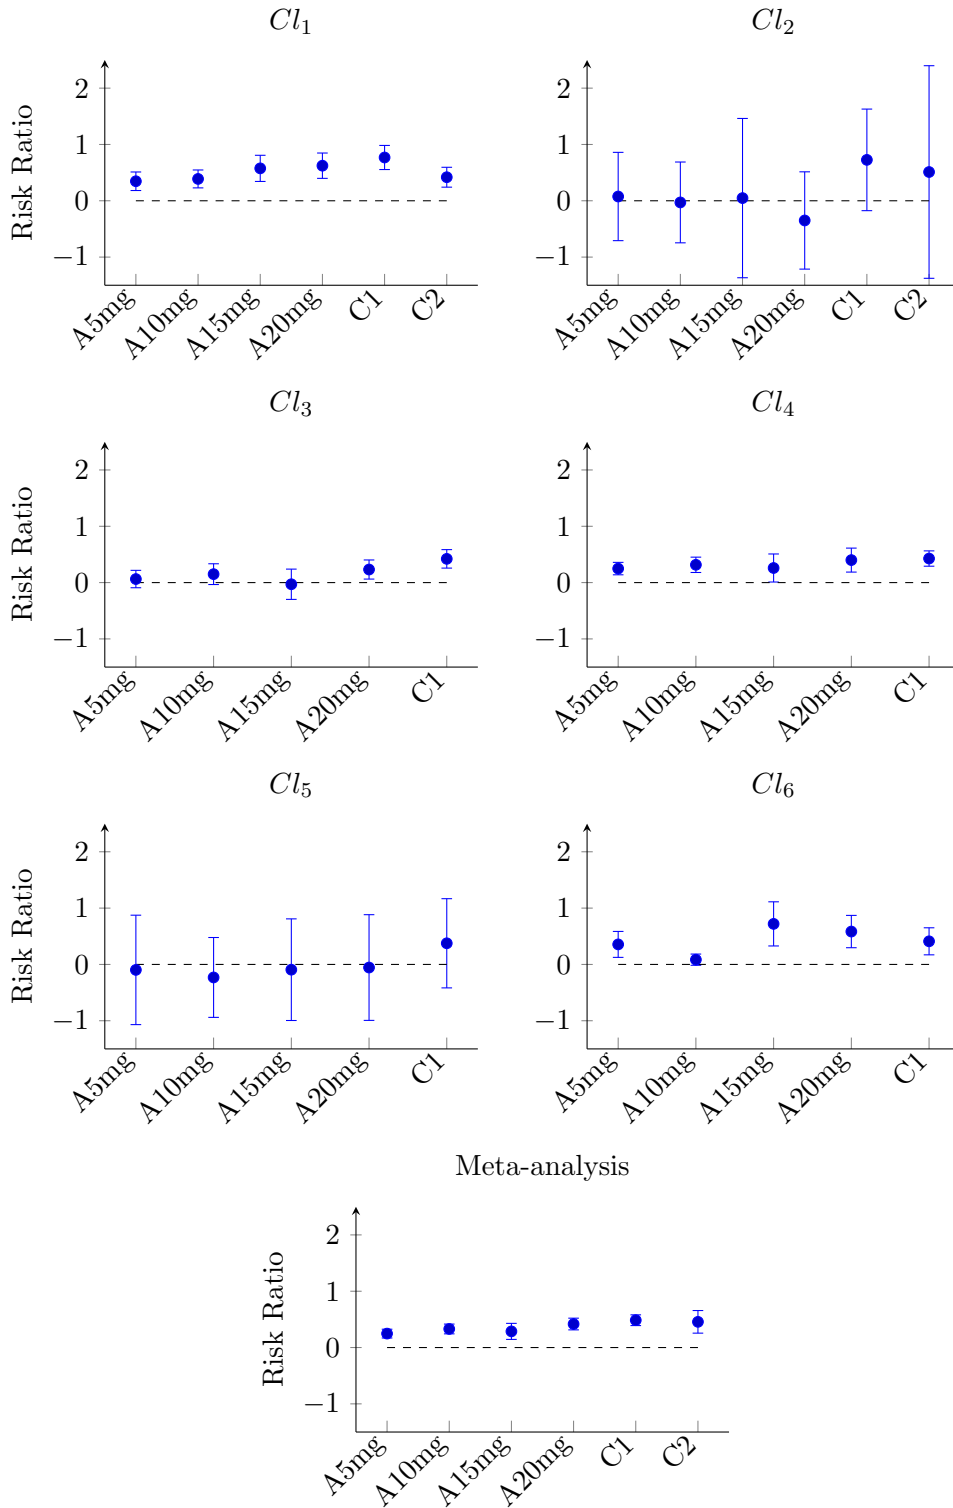 Cl1
Risk Ratio
2
1
0
−1
A5mg
A10mg
A15mg
A20mg
C1
C2
Cl2
2
1
0
−1
A5mg
A10mg
A15mg
A20mg
C1
C2
Cl3
Risk Ratio
2
1
0
−1
A5mg
A10mg
A15mg
A20mg
C1
Cl4
2
1
0
−1
A5mg
A10mg
A15mg
A20mg
C1
Cl5
Risk Ratio
2
1
0
−1
A5mg
A10mg
A15mg
A20mg
C1
Cl6
2
1
0
−1
A5mg
A10mg
A15mg
A20mg
C1
Meta-analysis
Risk Ratio
2
1
0
−1
A5mg
A10mg
A15mg
A20mg
C1
C2